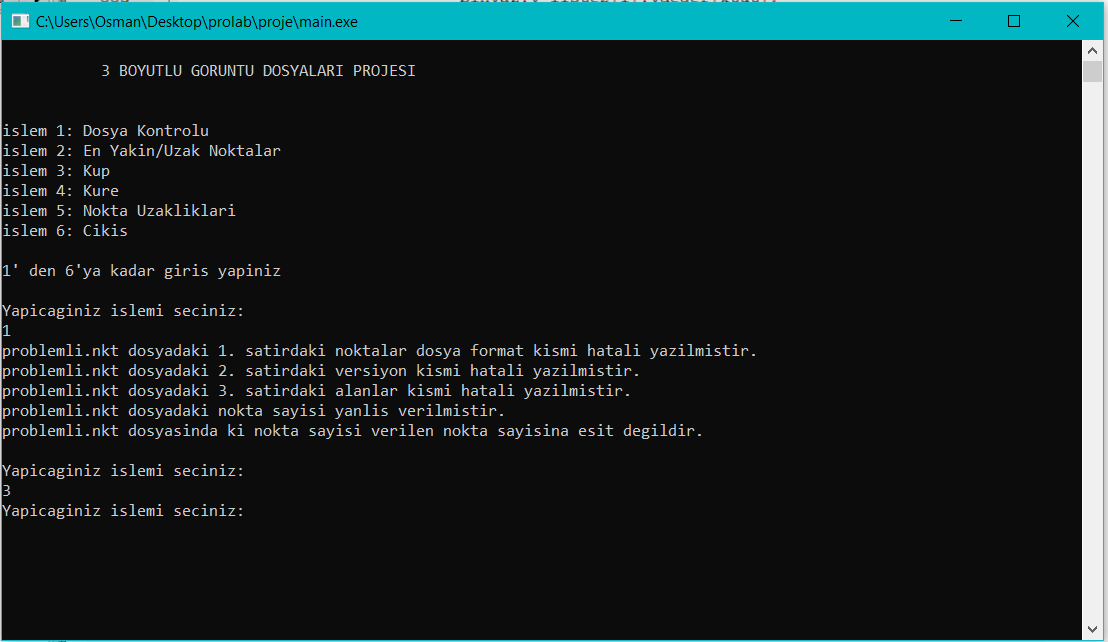 C:\Users\Osman\Desktop\prolab\proje\main.exe
3 BOYUTLU GORUNTU DOSYALARI PROJESI
islem 1: Dosya Kontrolu
islem 2: En Yakin/Uzak Noktalar
islem 3: Kup
islem 4: Kure
islem 5: Nokta Uzakliklari
islem 6: Cikis
1' den 6'ya kadar giris yapiniz
Yapicaginiz islemi seciniz:
1
problemli.nkt dosyadaki 1. satirdaki noktalar dosya format kismi hatali yazilmistir.
problemli.nkt dosyadaki 2. satirdaki versiyon kismi hatali yazilmistir.
problemli.nkt dosyadaki 3. satirdaki alanlar kismi hatali yazilmistir.
problemli.nkt dosyadaki nokta sayisi yanlis verilmistir.
problemli.nkt dosyasinda ki nokta sayisi verilen nokta sayisina esit degildir.
Yapicaginiz islemi seciniz:
3
Yapicaginiz islemi seciniz: